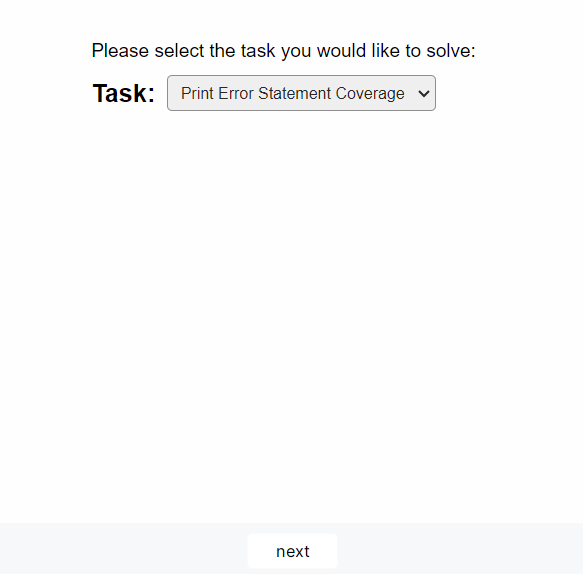 Please select the task you would like to solve:
Task: Print Error Statement Coverage
next